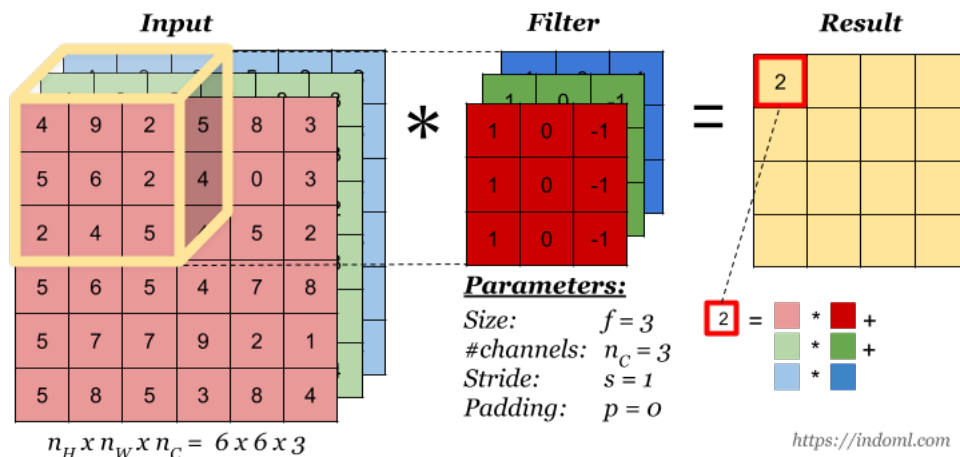 Input Filter Result
1 0 -1
4 9 2 5 8 3 * 1 0 -1 = 2
5 6 2 4 0 3 1 0 -1
2 4 5 5 2 1 0 -1
5 6 5 4 7 8
5 7 7 9 2 1
5 8 5 3 8 4
n_H x n_W x n_C = 6 x 6 x 3
Parameters:
Size: f = 3
#channels: n_C = 3
Stride: s = 1
Padding: p = 0
2 = * +
* +
*
https://indoml.com